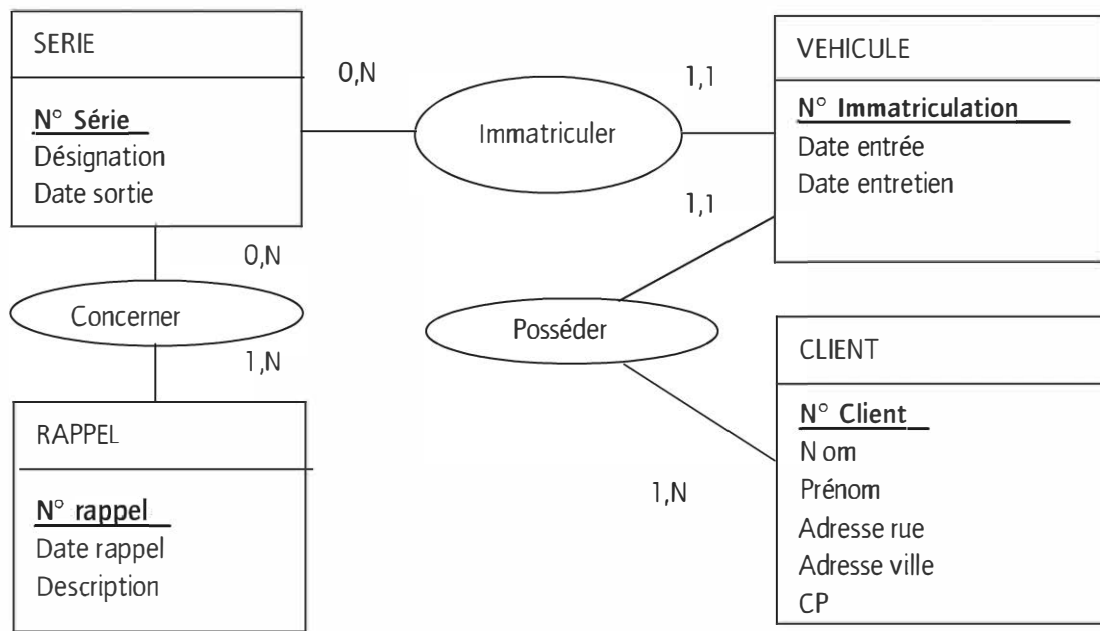 SERIE
N° Série
Désignation
Date sortie
0,N
Immatriculer
1,1
VEHICULE
N° Immatriculation
Date entrée
Date entretien
1,1
0,N
Concerner
1,N
Posséder
1,N
RAPPEL
N° rappel
Date rappel
Description
CLIENT
N° Client
Nom
Prénom
Adresse rue
Adresse ville
CP